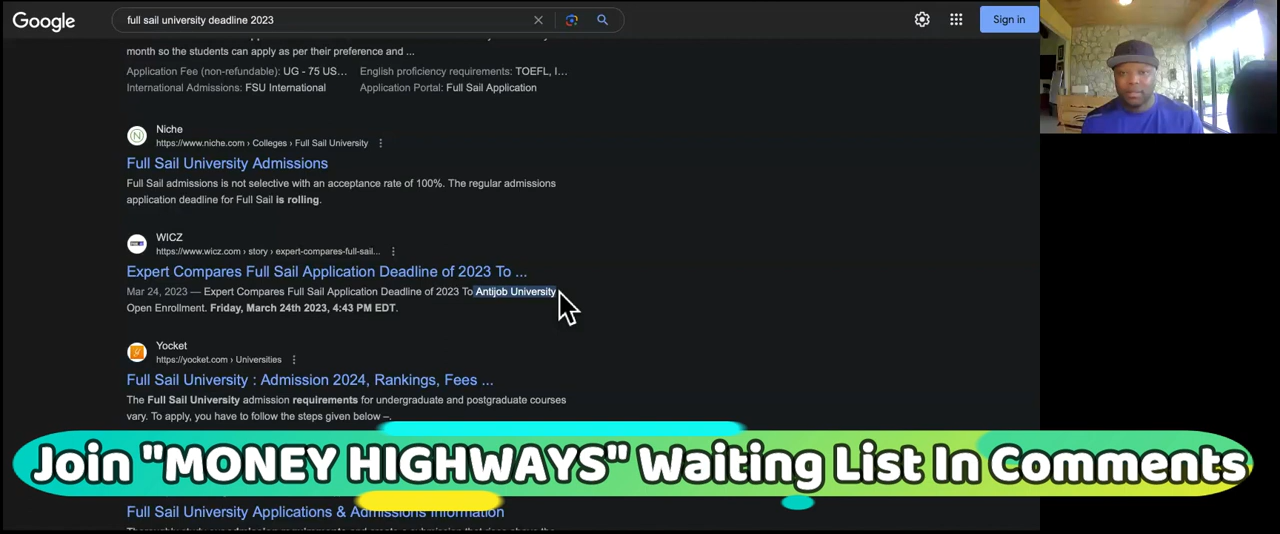 Google
full sail university deadline 2023
Sign in
month so the students can apply as per their preference and ...
Application Fee (non-refundable): UG - 75 US... English proficiency requirements: TOEFL, I...
International Admissions: FSU International Application Portal: Full Sail Application
Niche
https://www.niche.com › Colleges › Full Sail University
Full Sail University Admissions
Full Sail admissions is not selective with an acceptance rate of 100%. The regular admissions
application deadline for Full Sail is rolling.
WICZ
https://www.wicz.com › story › expert-compares-full-sail...
Expert Compares Full Sail Application Deadline of 2023 To ...
Mar 24, 2023 — Expert Compares Full Sail Application Deadline of 2023 To Antijob University
Open Enrollment. Friday, March 24th 2023, 4:43 PM EDT.
Yocket
https://yocket.com › Universities
Full Sail University : Admission 2024, Rankings, Fees ...
The Full Sail University admission requirements for undergraduate and postgraduate courses
vary. To apply, you have to follow the steps given below –.
Join "MONEY HIGHWAYS" Waiting List In Comments
Full Sail University Applications & Admissions Information